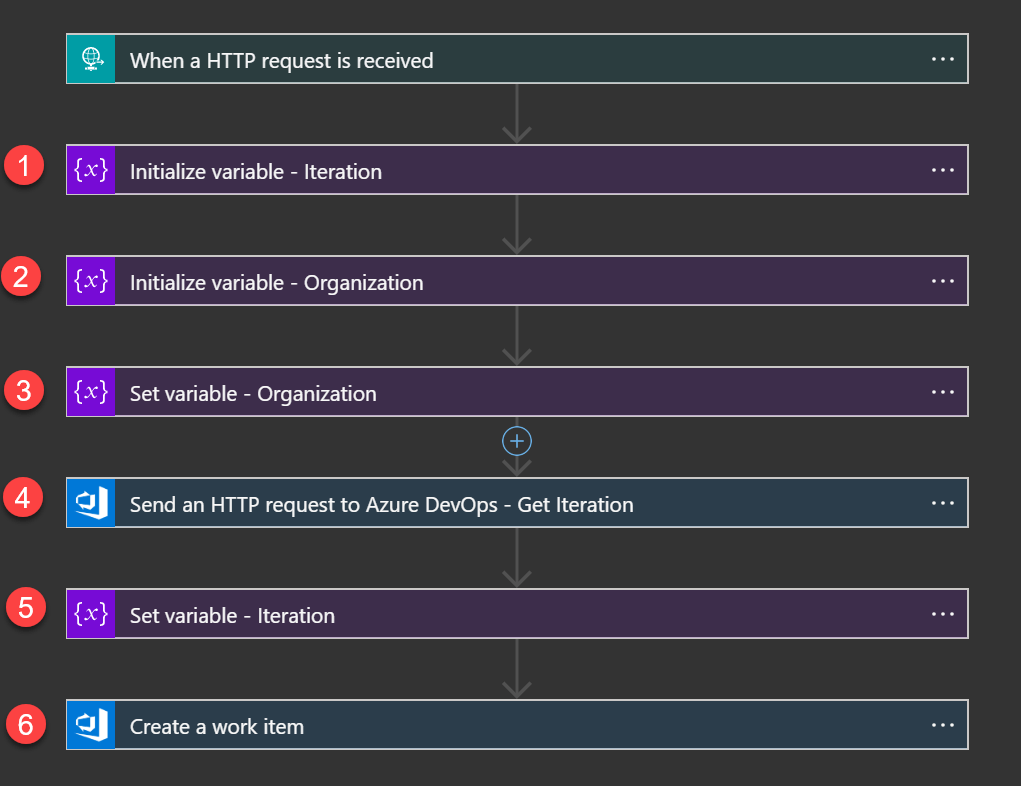 When a HTTP request is received
...
1
{x} Initialize variable - Iteration
...
2
{x} Initialize variable - Organization
...
3
{x} Set variable - Organization
...
4
Send an HTTP request to Azure DevOps - Get Iteration
...
5
{x} Set variable - Iteration
...
6
Create a work item
...